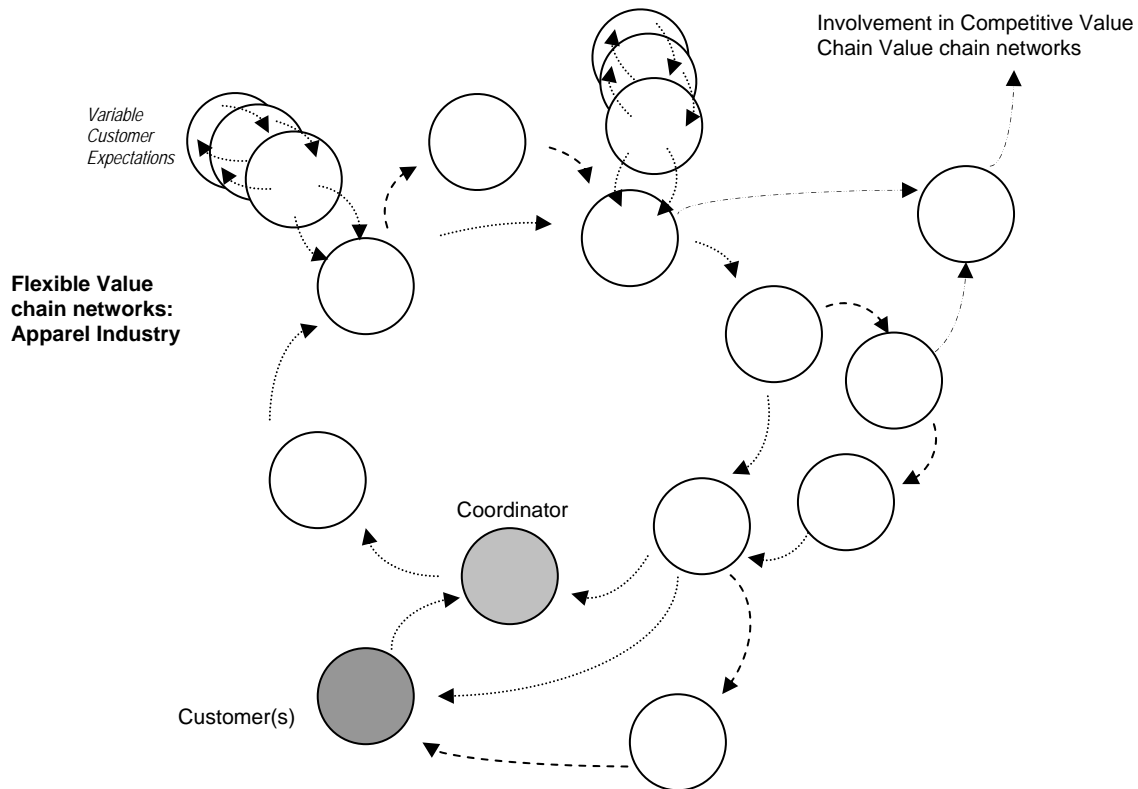 Involvement in Competitive Value
Chain Value chain networks
Variable
Customer
Expectations
Flexible Value
chain networks:
Apparel Industry
Coordinator
Customer(s)